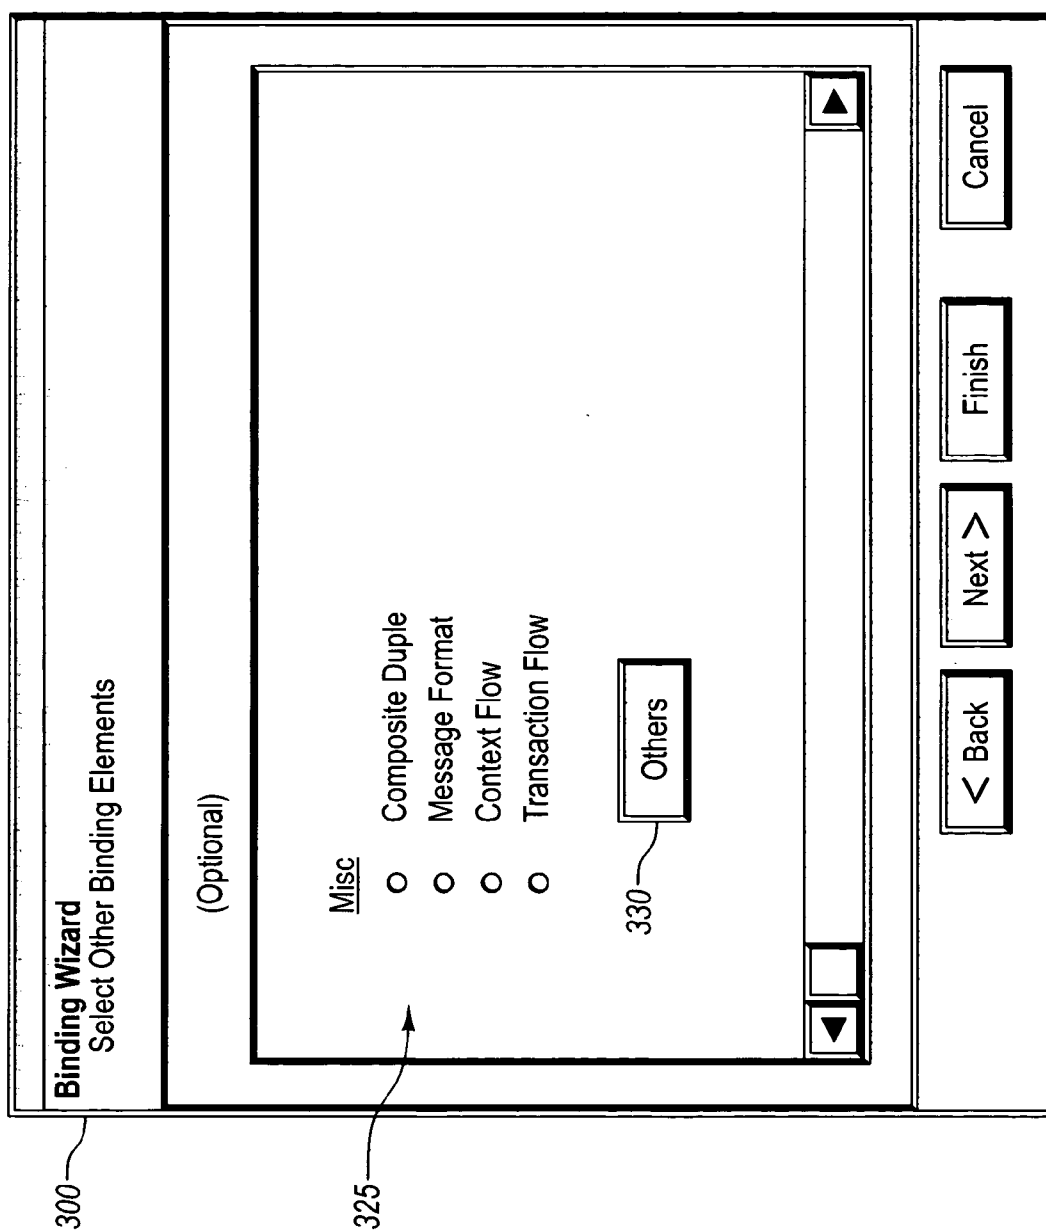 300
Binding Wizard
Select Other Binding Elements
(Optional)
325
Misc
Composite Duple
Message Format
Context Flow
Transaction Flow
Others
330
< Back
Next >
Finish
Cancel